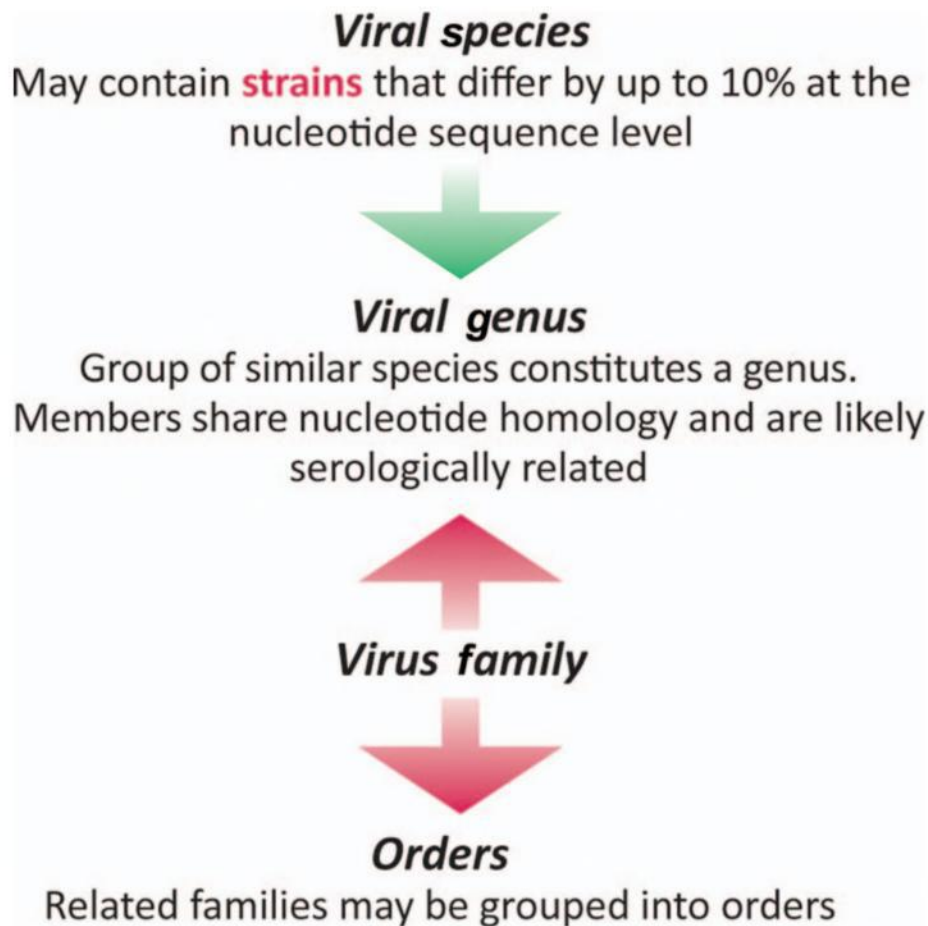 Viral species
May contain strains that differ by up to 10% at the
nucleotide sequence level
Viral genus
Group of similar species constitutes a genus.
Members share nucleotide homology and are likely
serologically related
Virus family
Orders
Related families may be grouped into orders